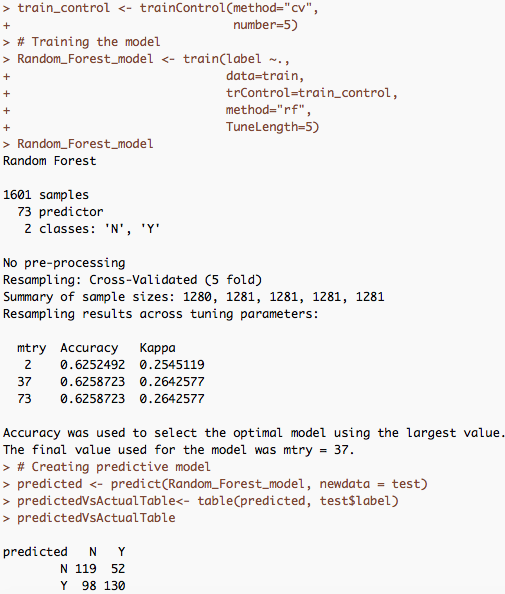 > train_control <- trainControl(method="cv",
+                               number=5)
> # Training the model
> Random_Forest_model <- train(label ~.,
+                              data=train,
+                              trControl=train_control,
+                              method="rf",
+                              TuneLength=5)
> Random_Forest_model
Random Forest

1601 samples
  73 predictor
   2 classes: 'N', 'Y'

No pre-processing
Resampling: Cross-Validated (5 fold)
Summary of sample sizes: 1280, 1281, 1281, 1281, 1281
Resampling results across tuning parameters:

  mtry  Accuracy   Kappa
   2    0.6252492  0.2545119
  37    0.6258723  0.2642577
  73    0.6258723  0.2642577

Accuracy was used to select the optimal model using the largest value.
The final value used for the model was mtry = 37.
> # Creating predictive model
> predicted <- predict(Random_Forest_model, newdata = test)
> predictedVsActualTable<- table(predicted, test$label)
> predictedVsActualTable

predicted   N   Y
        N 119  52
        Y  98 130